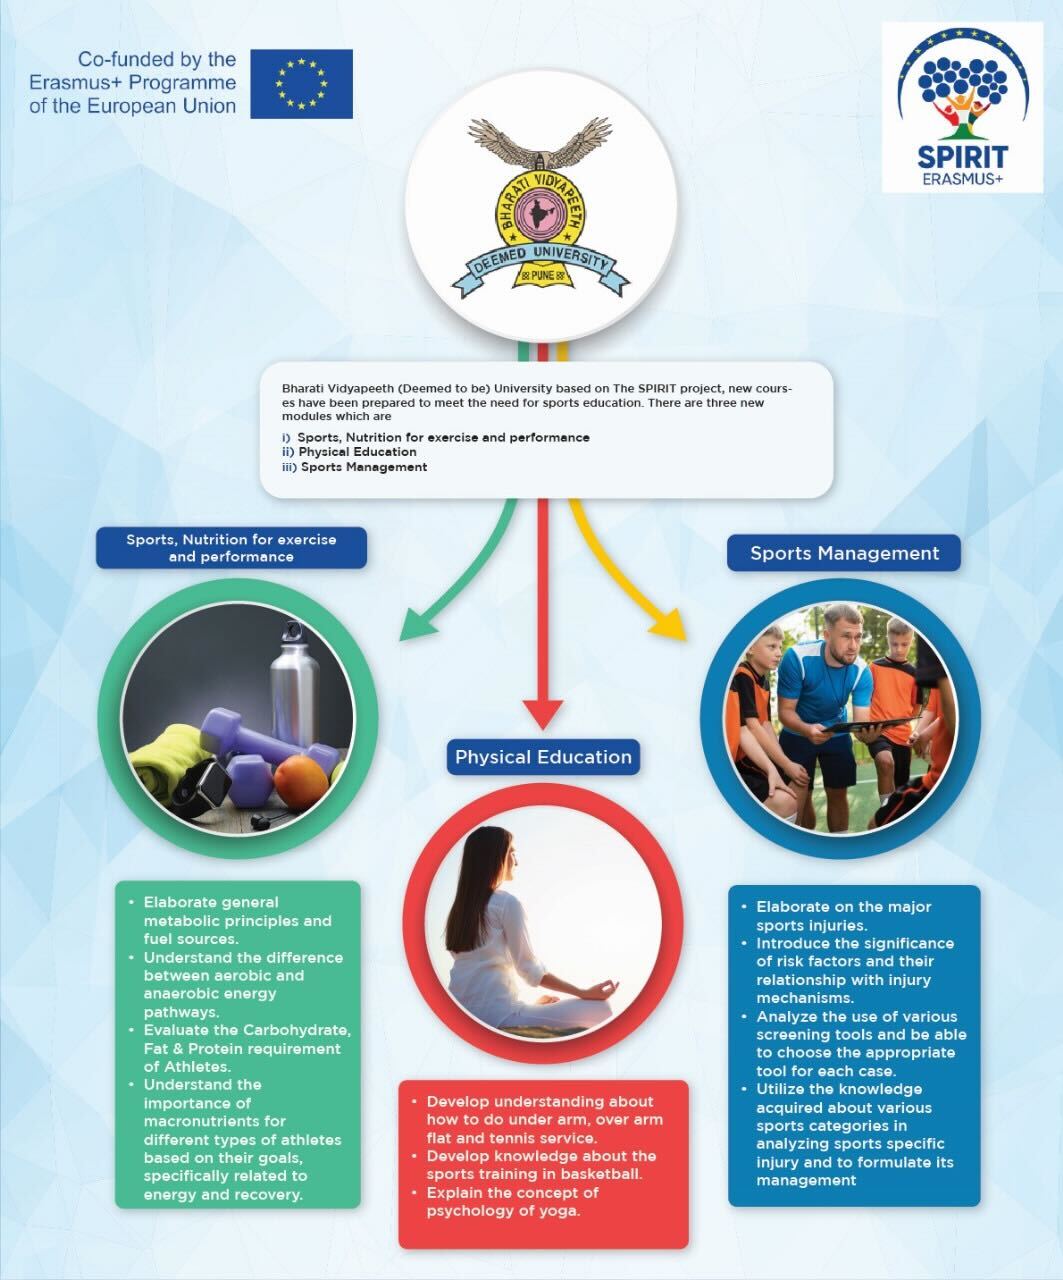 Co-funded by the
Erasmus+ Programme
of the European Union
SPIRIT
ERASMUS+
BHARATI VIDYAPEETH
DEEMED UNIVERSITY
PUNE
Bharati Vidyapeeth (Deemed to be) University based on The SPIRIT project, new cours-
es have been prepared to meet the need for sports education. There are three new
modules which are
i) Sports, Nutrition for exercise and performance
ii) Physical Education
iii) Sports Management
Sports, Nutrition for exercise
and performance
• Elaborate general
metabolic principles and
fuel sources.
• Understand the difference
between aerobic and
anaerobic energy
pathways.
• Evaluate the Carbohydrate,
Fat & Protein requirement
of Athletes.
• Understand the
importance of
macronutrients for
different types of athletes
based on their goals,
specifically related to
energy and recovery.
Physical Education
• Develop understanding about
how to do under arm, over arm
flat and tennis service.
• Develop knowledge about the
sports training in basketball.
• Explain the concept of
psychology of yoga.
Sports Management
• Elaborate on the major
sports injuries.
• Introduce the significance
of risk factors and their
relationship with injury
mechanisms.
• Analyze the use of various
screening tools and be able
to choose the appropriate
tool for each case.
• Utilize the knowledge
acquired about various
sports categories in
analyzing sports specific
injury and to formulate its
management